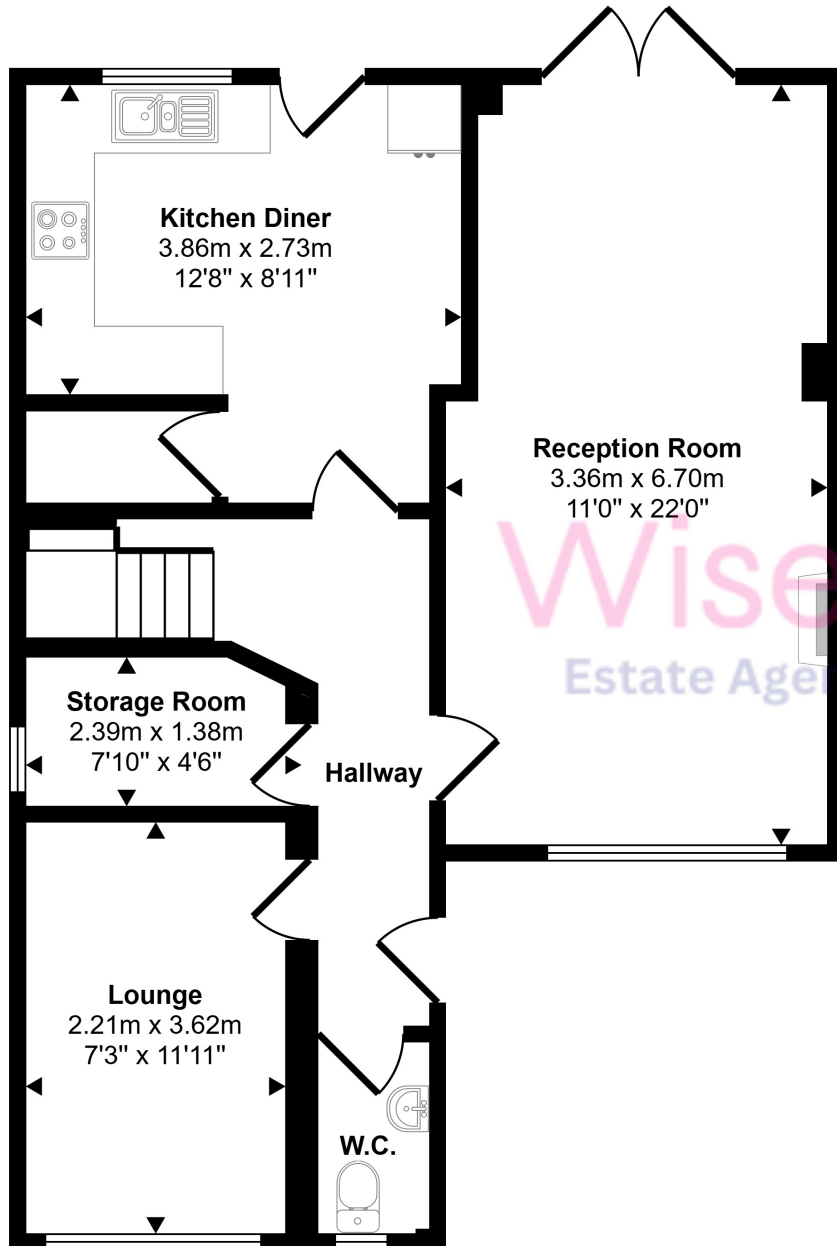 Kitchen Diner
3.86m x 2.73m
12'8" x 8'11"
Reception Room
3.36m x 6.70m
11'0" x 22'0"
Wise
Estate Agen
Storage Room
2.39m x 1.38m
7'10" x 4'6"
Hallway
Lounge
2.21m x 3.62m
7'3" x 11'11"
W.C.